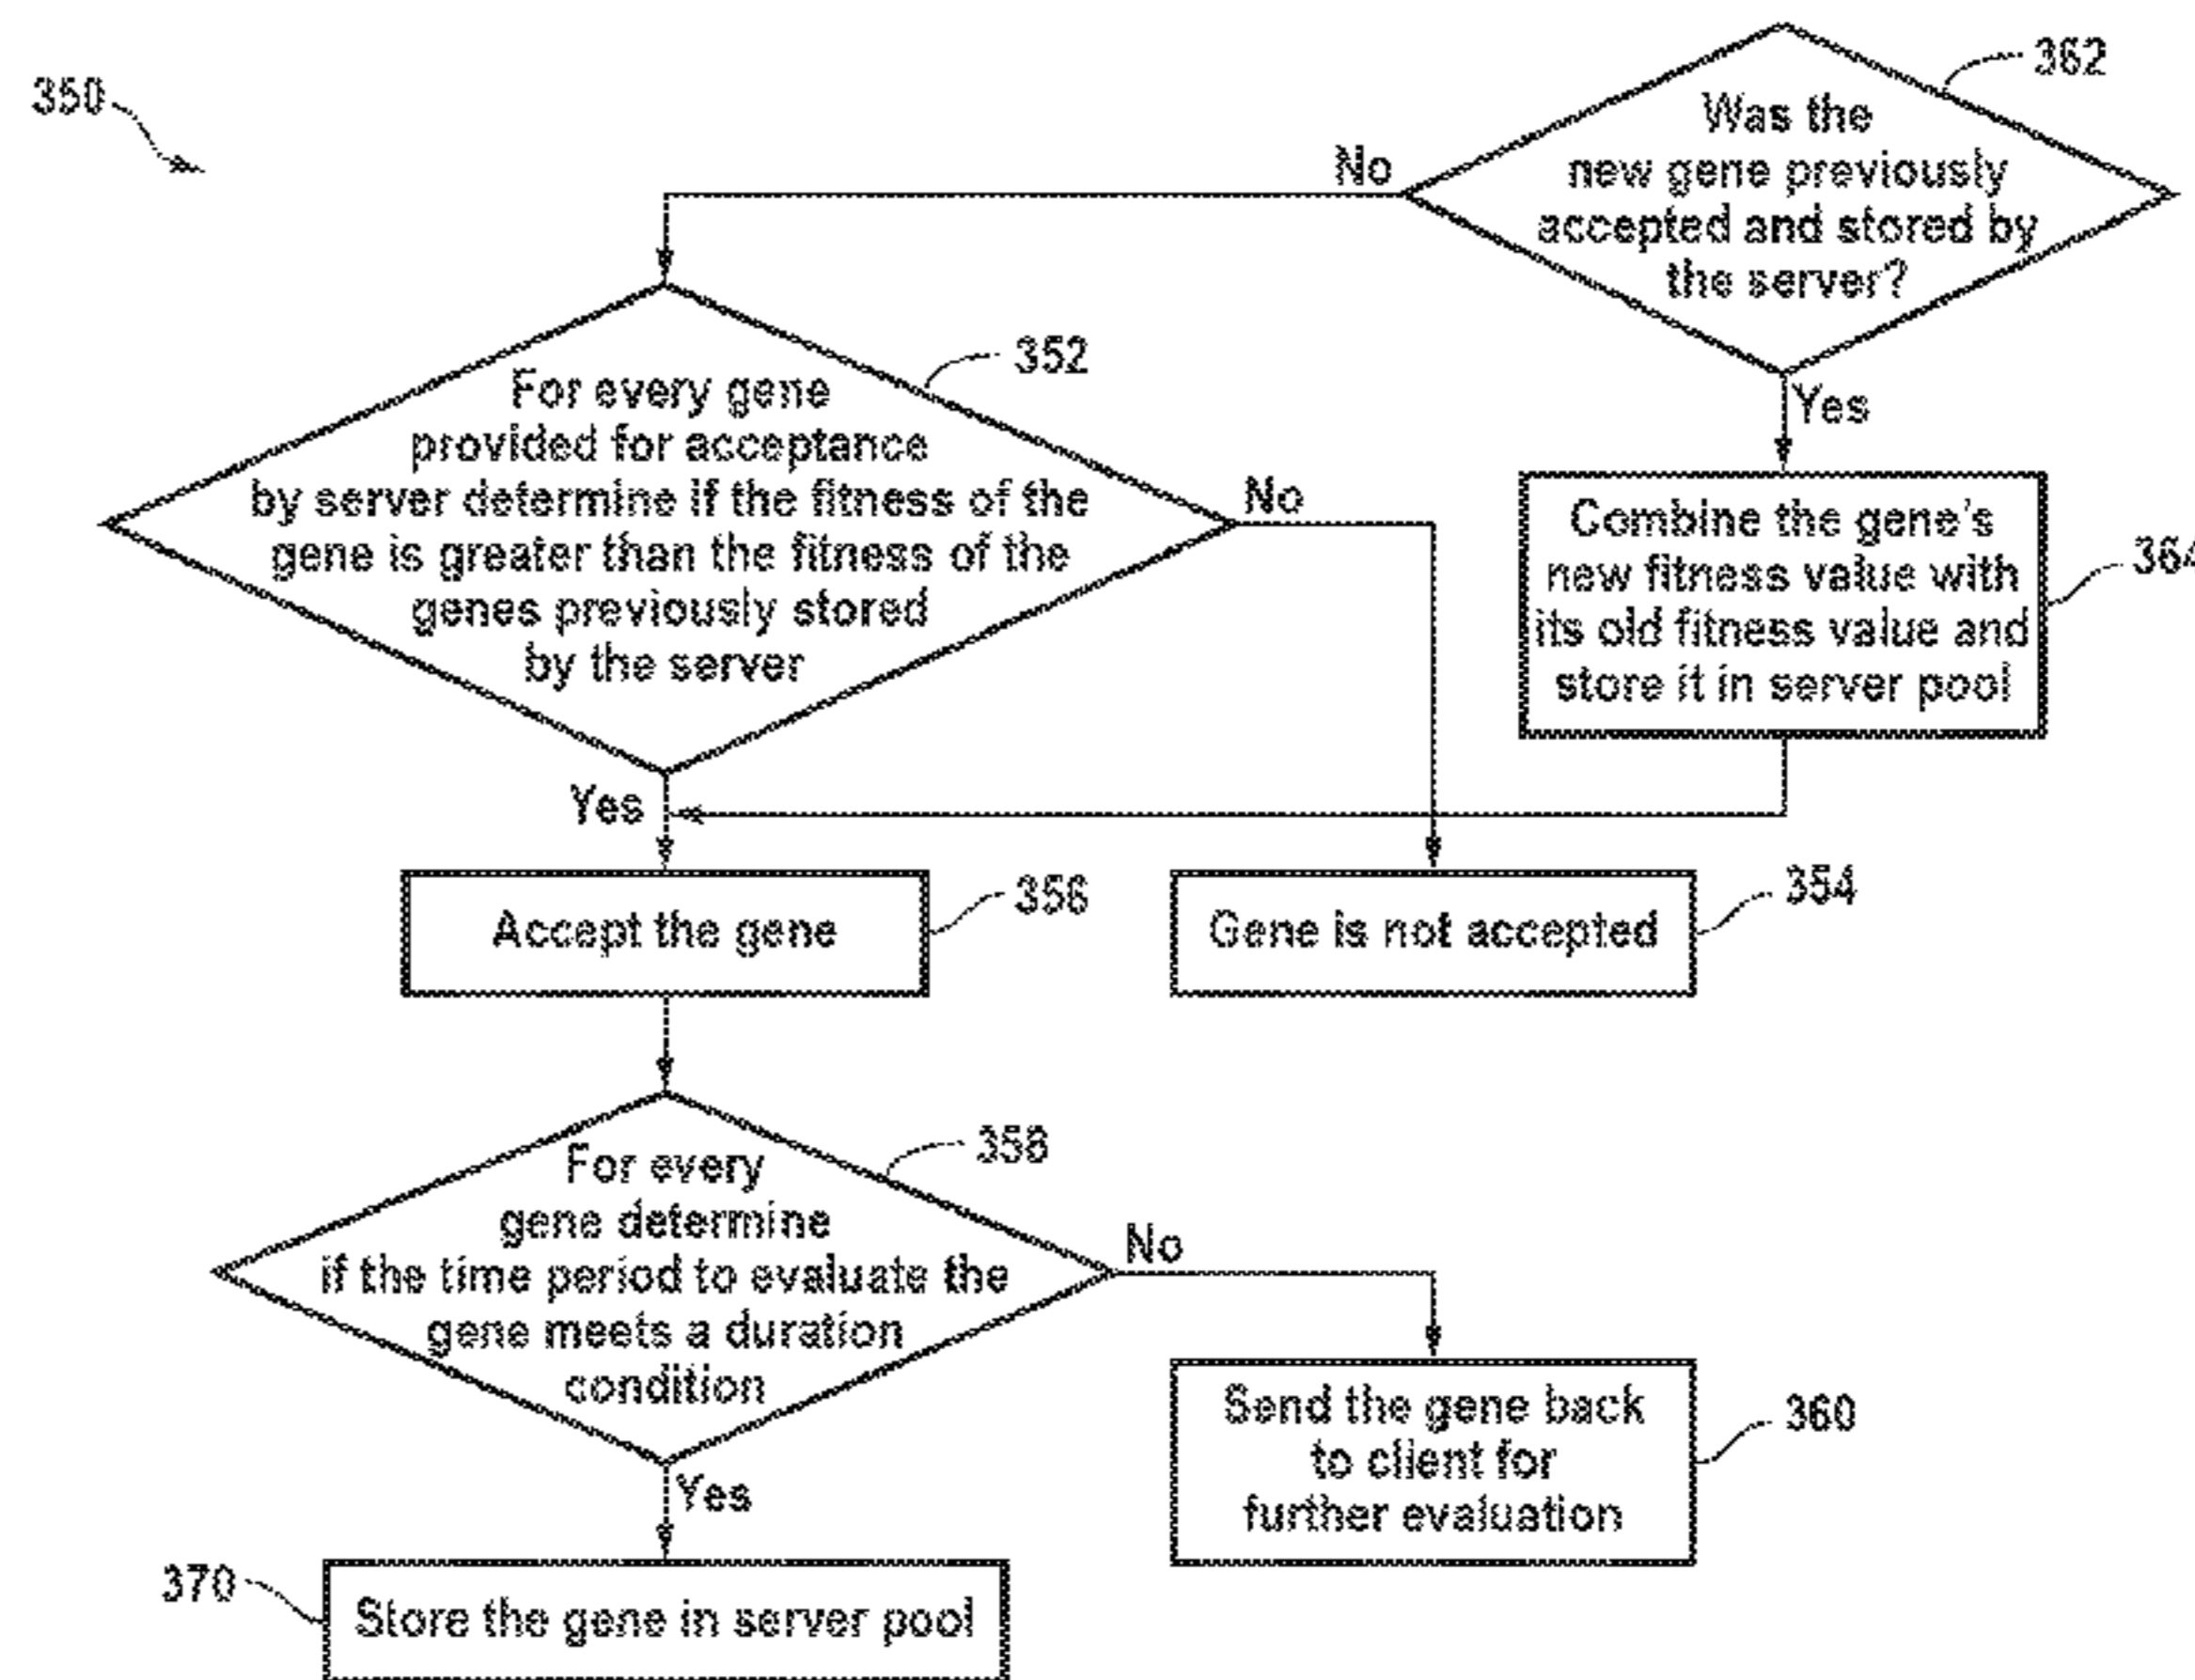 350
362
Was the
new gene previously
accepted and stored by
the server?
No
Yes
352
For every gene
provided for acceptance
by server determine if the fitness of the
gene is greater than the fitness of the
genes previously stored
by the server
No
Yes
Combine the gene's
new fitness value with
its old fitness value and
store it in server pool
364
Accept the gene
356
Gene is not accepted
354
For every
gene determine
if the time period to evaluate the
gene meets a duration
condition
358
No
Yes
Send the gene back
to client for
further evaluation
360
370
Store the gene in server pool